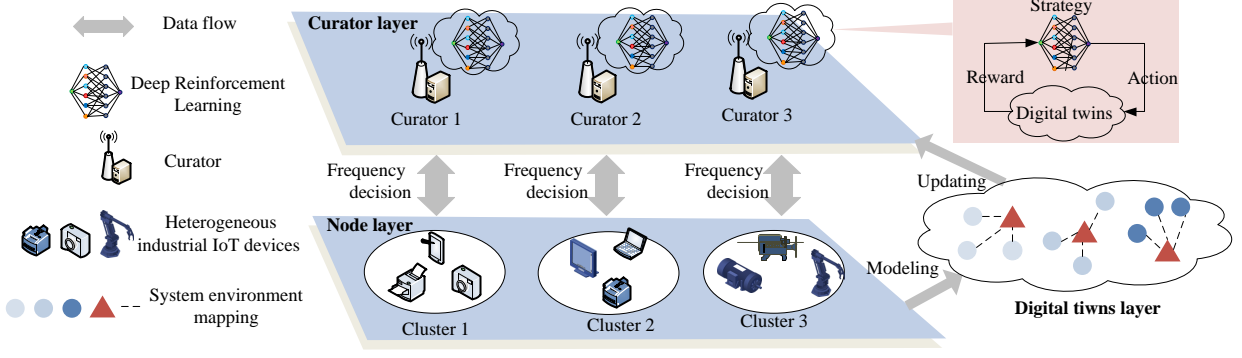 Data flow
Deep Reinforcement
Learning
Curator
Heterogeneous
industrial IoT devices
System environment
mapping
Curator layer
Curator 1
Curator 2
Curator 3
Frequency
decision
Frequency
decision
Frequency
decision
Node layer
Cluster 1
Cluster 2
Cluster 3
Strategy
Reward
Action
Digital twins
Updating
Modeling
Digital tiwns layer